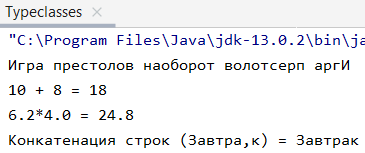 Typeclasses ×
"C:\Program Files\Java\jdk-13.0.2\bin\ja
Игра престолов наоборот волотсерп аргИ
10 + 8 = 18
6.2*4.0 = 24.8
Конкатенация строк (Завтра,к) = Завтрак